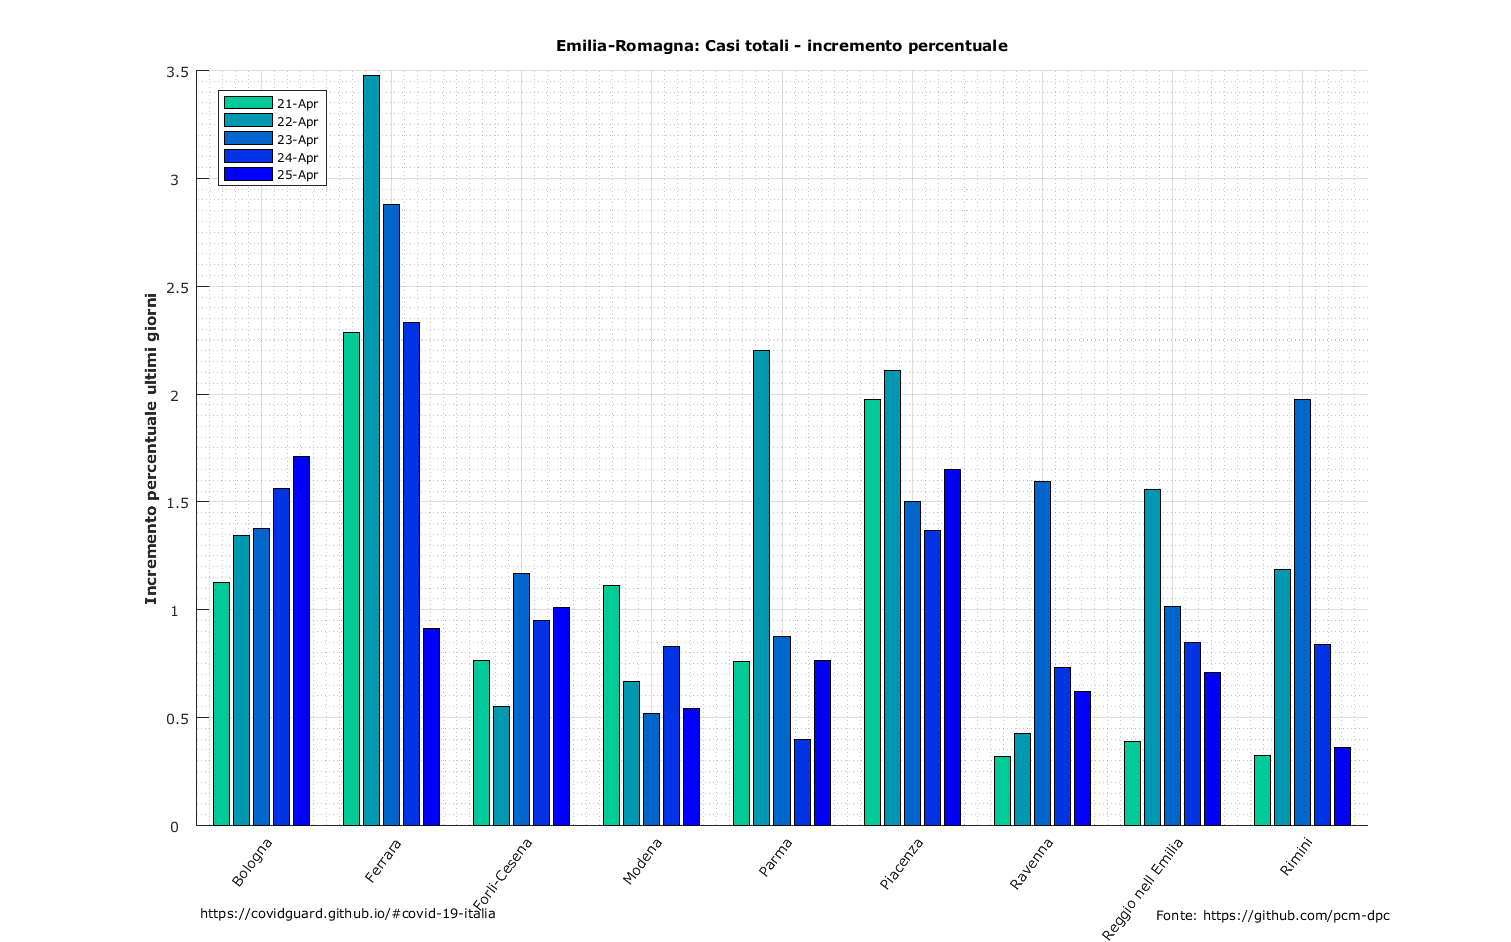 Emilia-Romagna: Casi totali - incremento percentuale
Incremento percentuale ultimi giorni
3.5
3
2.5
2
1.5
1
0.5
0
21-Apr
22-Apr
23-Apr
24-Apr
25-Apr
Bologna
Ferrara
Forlì-Cesena
Modena
Parma
Piacenza
Ravenna
Reggio nell Emilia
Rimini
https://covidguard.github.io/#covid-19-italia
Fonte: https://github.com/pcm-dpc